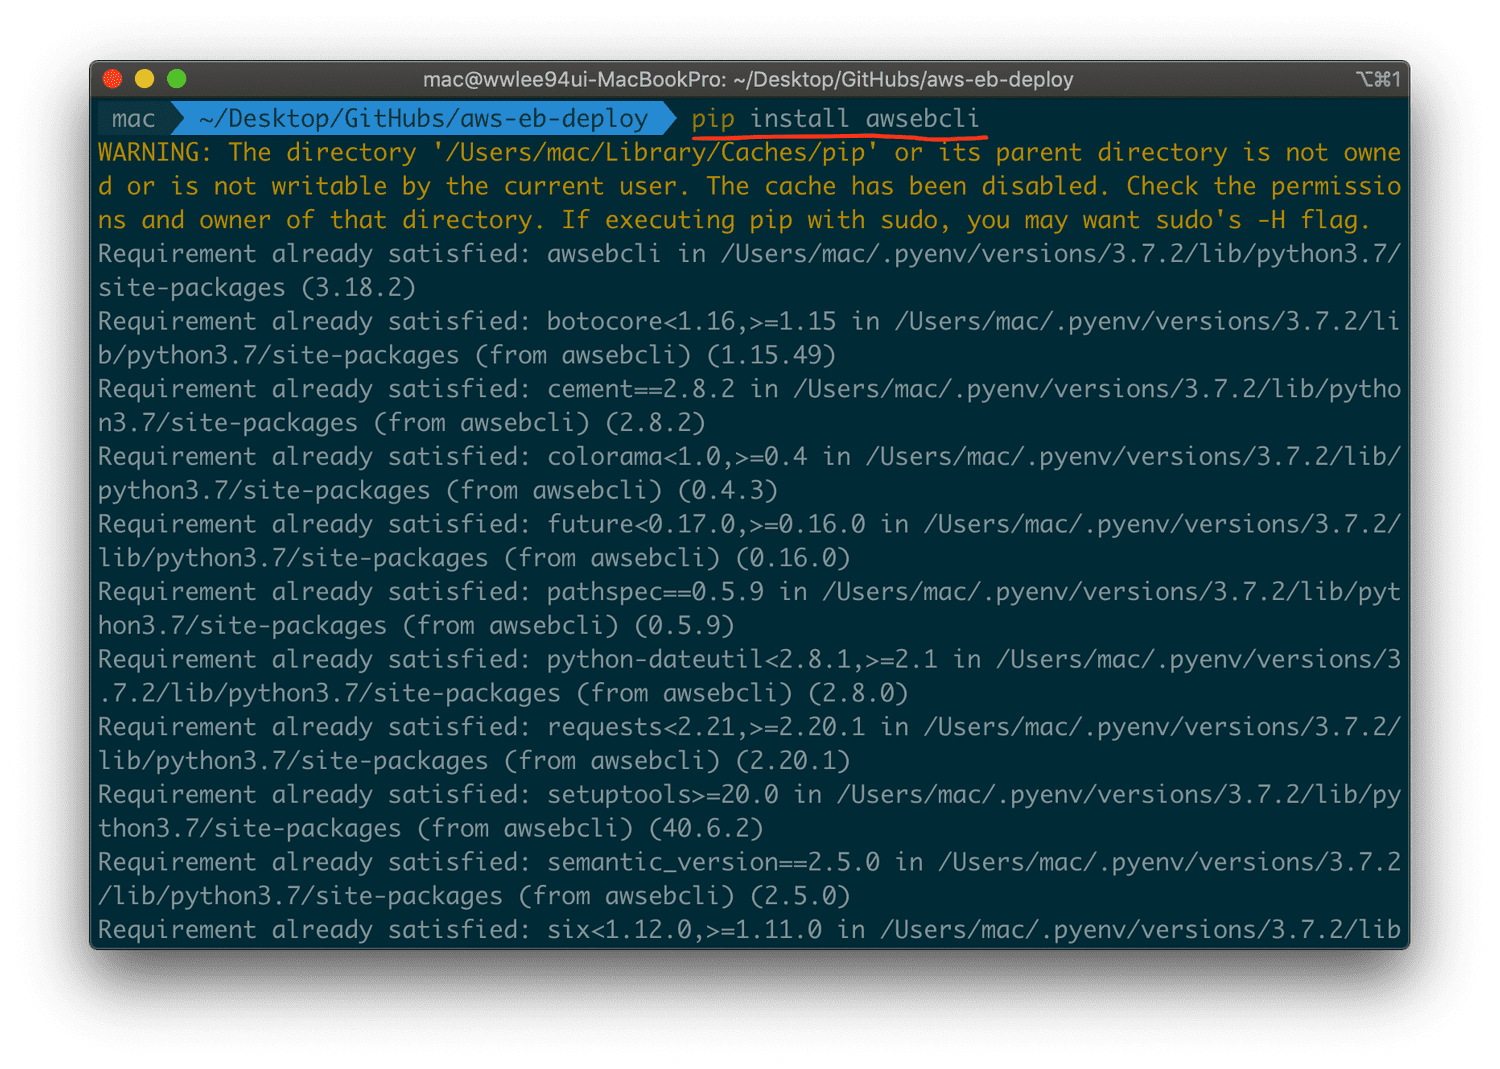 mac@wwlee94ui-MacBookPro: ~/Desktop/GitHubs/aws-eb-deploy ⌥⌘1
mac ~/Desktop/GitHubs/aws-eb-deploy pip install awsebcli
WARNING: The directory '/Users/mac/Library/Caches/pip' or its parent directory is not owne
d or is not writable by the current user. The cache has been disabled. Check the permissio
ns and owner of that directory. If executing pip with sudo, you may want sudo's -H flag.
Requirement already satisfied: awsebcli in /Users/mac/.pyenv/versions/3.7.2/lib/python3.7/
site-packages (3.18.2)
Requirement already satisfied: botocore<1.16,>=1.15 in /Users/mac/.pyenv/versions/3.7.2/li
b/python3.7/site-packages (from awsebcli) (1.15.49)
Requirement already satisfied: cement==2.8.2 in /Users/mac/.pyenv/versions/3.7.2/lib/pytho
n3.7/site-packages (from awsebcli) (2.8.2)
Requirement already satisfied: colorama<1.0,>=0.4 in /Users/mac/.pyenv/versions/3.7.2/lib/
python3.7/site-packages (from awsebcli) (0.4.3)
Requirement already satisfied: future<0.17.0,>=0.16.0 in /Users/mac/.pyenv/versions/3.7.2/
lib/python3.7/site-packages (from awsebcli) (0.16.0)
Requirement already satisfied: pathspec==0.5.9 in /Users/mac/.pyenv/versions/3.7.2/lib/pyt
hon3.7/site-packages (from awsebcli) (0.5.9)
Requirement already satisfied: python-dateutil<2.8.1,>=2.1 in /Users/mac/.pyenv/versions/3
.7.2/lib/python3.7/site-packages (from awsebcli) (2.8.0)
Requirement already satisfied: requests<2.21,>=2.20.1 in /Users/mac/.pyenv/versions/3.7.2/
lib/python3.7/site-packages (from awsebcli) (2.20.1)
Requirement already satisfied: setuptools>=20.0 in /Users/mac/.pyenv/versions/3.7.2/lib/py
thon3.7/site-packages (from awsebcli) (40.6.2)
Requirement already satisfied: semantic_version==2.5.0 in /Users/mac/.pyenv/versions/3.7.2
/lib/python3.7/site-packages (from awsebcli) (2.5.0)
Requirement already satisfied: six<1.12.0,>=1.11.0 in /Users/mac/.pyenv/versions/3.7.2/lib